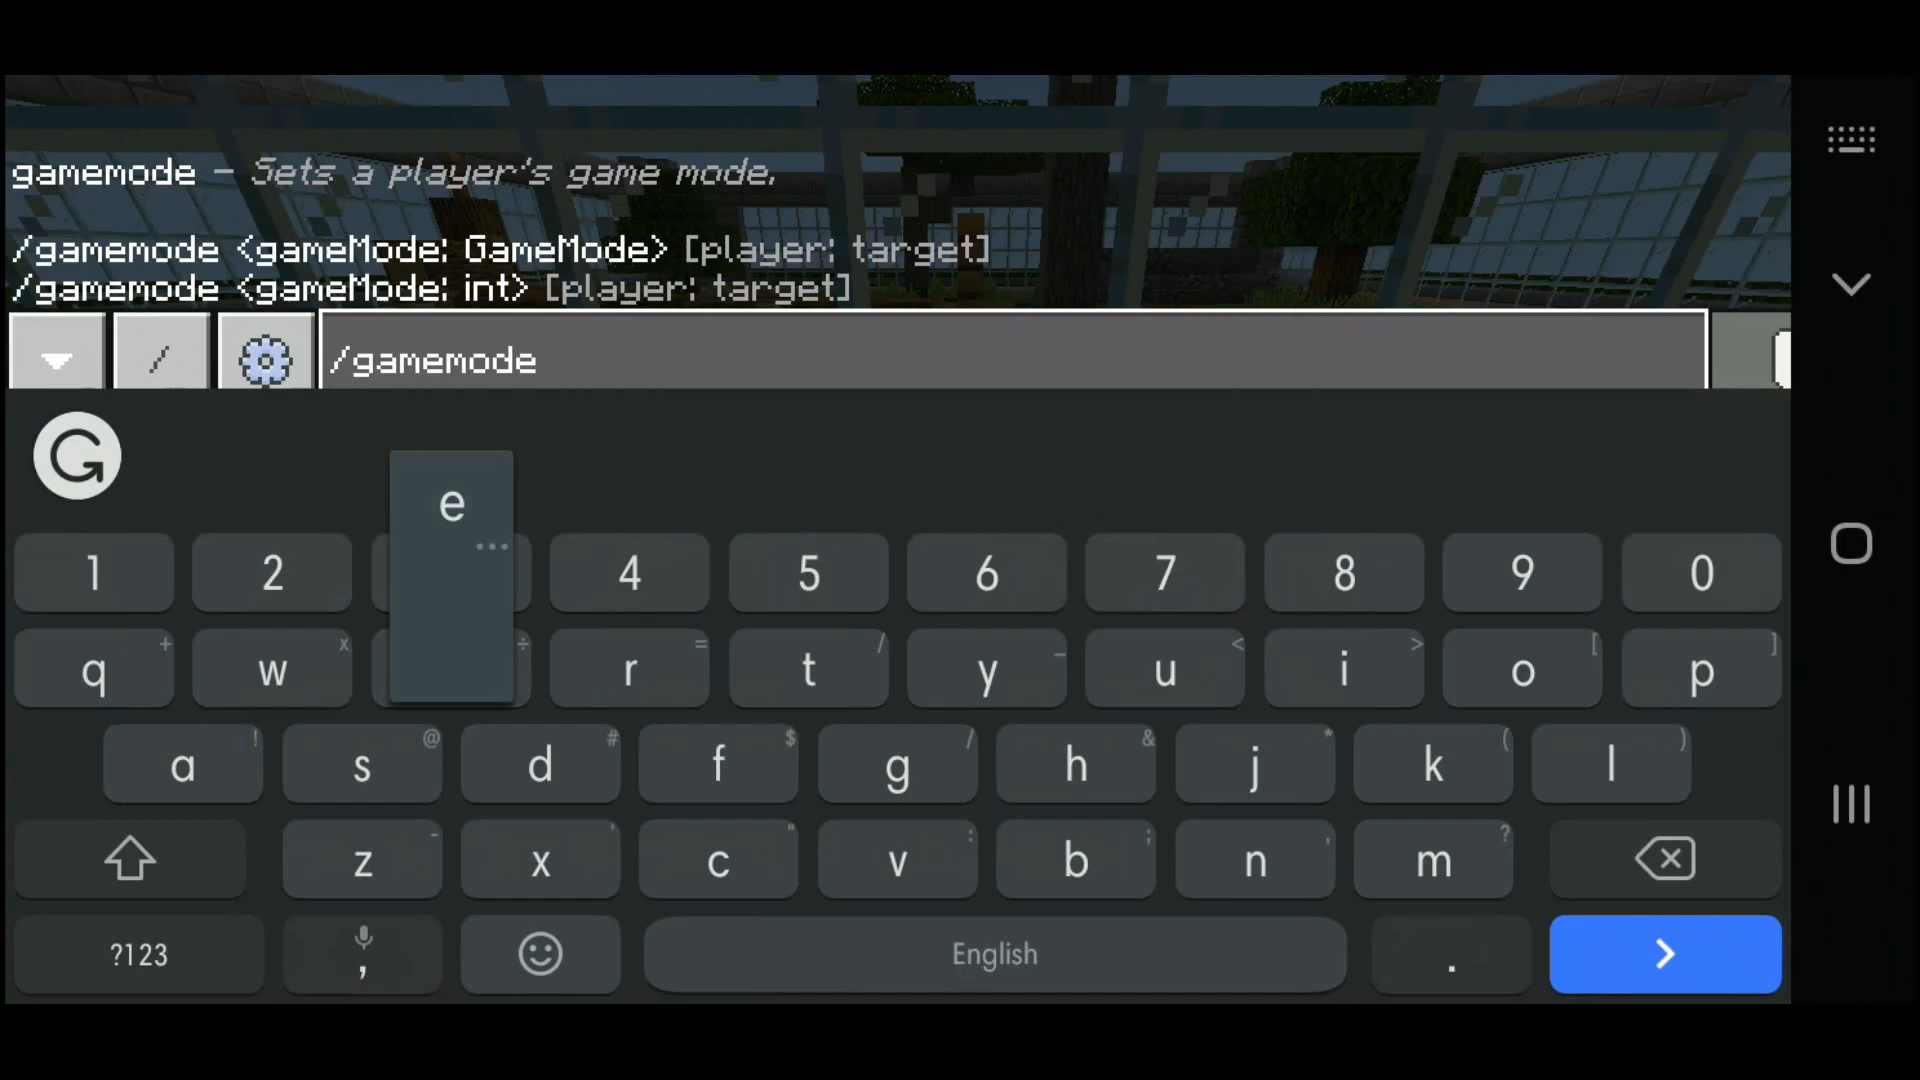 gamemode – Sets a player's game mode.
/gamemode <gameMode: GameMode> [player: target]
/gamemode <gameMode: int> [player: target]
/ /gamemode
G
e
...
1 2 4 5 6 7 8 9 0
q + w x ÷ r = t / y _ u < i > o [ p ]
a ! s @ d # f $ g / h & j * k ( l )
z - x ' c " v : b ; n , m ?
?123 , English .